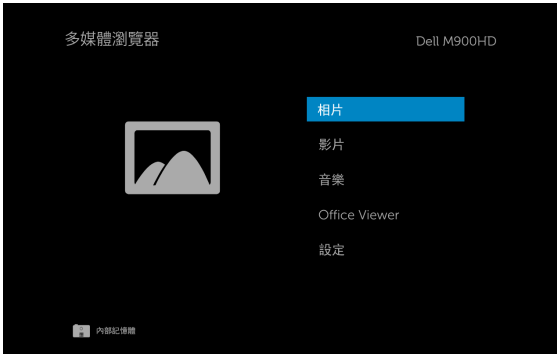 多媒體瀏覽器
Dell M900HD
相片
影片
音樂
Office Viewer
設定
內部記憶體